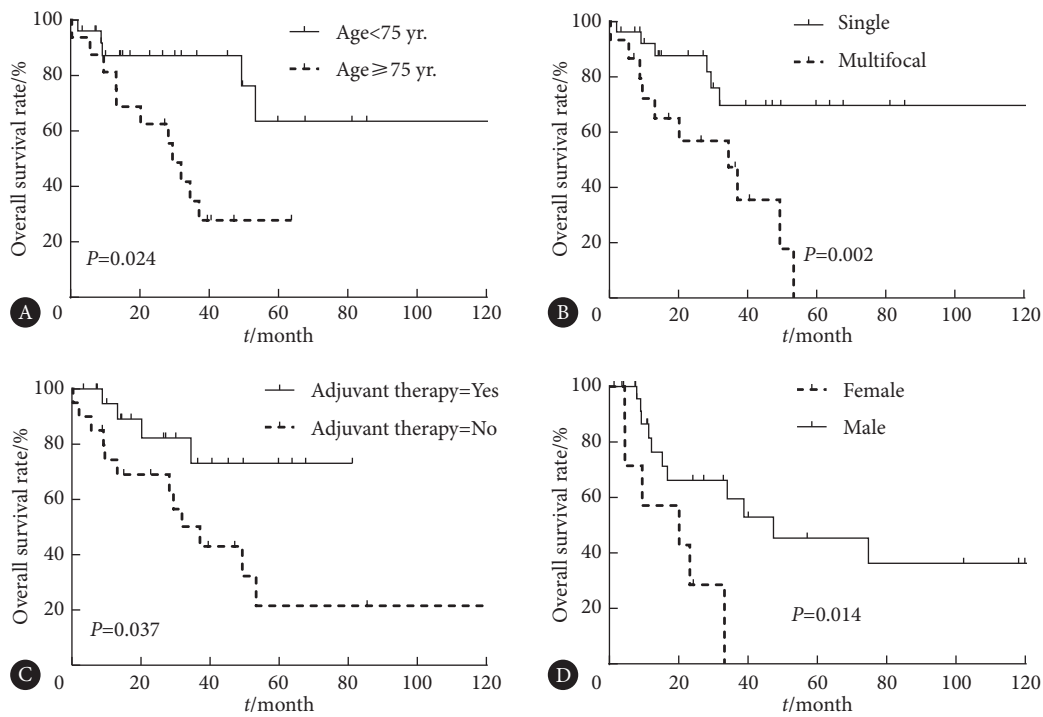 100
80
60
40
20
0 20 40 60 80 100 120
Overall survival rate/%
t/month
Age<75 yr.
Age≥75 yr.
P=0.024
A
100
80
60
40
20
0 20 40 60 80 100 120
Overall survival rate/%
t/month
Single
Multifocal
P=0.002
B
100
80
60
40
20
0 20 40 60 80 100 120
Overall survival rate/%
t/month
Adjuvant therapy=Yes
Adjuvant therapy=No
P=0.037
C
100
80
60
40
20
0 20 40 60 80 100 120
Overall survival rate/%
t/month
Female
Male
P=0.014
D